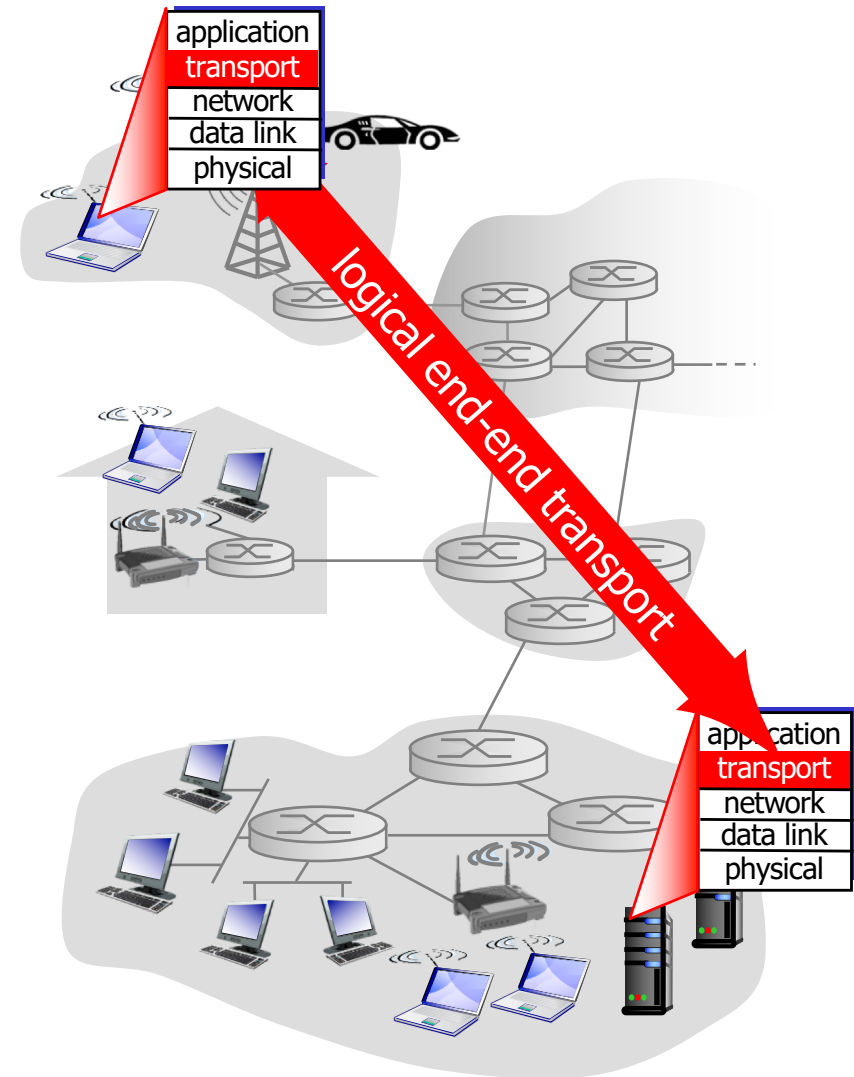 application
transport
network
data link
physical
logical end-end transport
application
transport
network
data link
physical